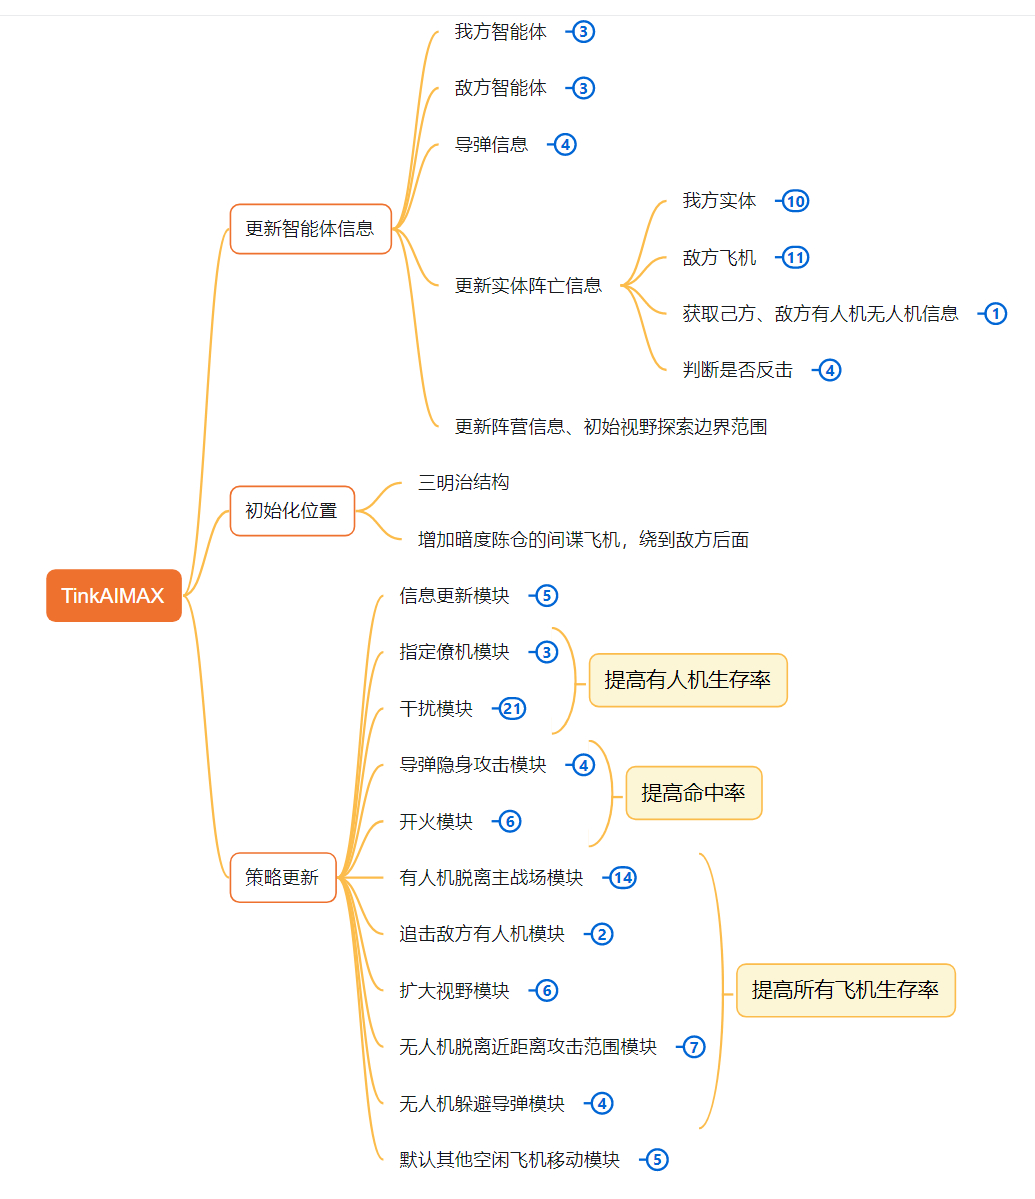 我方智能体 3
敌方智能体 3
导弹信息 4
我方实体 10
更新智能体信息
敌方飞机 11
更新实体阵亡信息
获取己方、敌方有人机无人机信息 1
判断是否反击 4
更新阵营信息、初始视野探索边界范围
三明治结构
初始化位置
增加暗度陈仓的间谍飞机，绕到敌方后面
TinkAIMAX
信息更新模块 5
指定僚机模块 3
提高有人机生存率
干扰模块 21
导弹隐身攻击模块 4
提高命中率
开火模块 6
策略更新
有人机脱离主战场模块 14
追击敌方有人机模块 2
扩大视野模块 6
提高所有飞机生存率
无人机脱离近距离攻击范围模块 7
无人机躲避导弹模块 4
默认其他空闲飞机移动模块 5